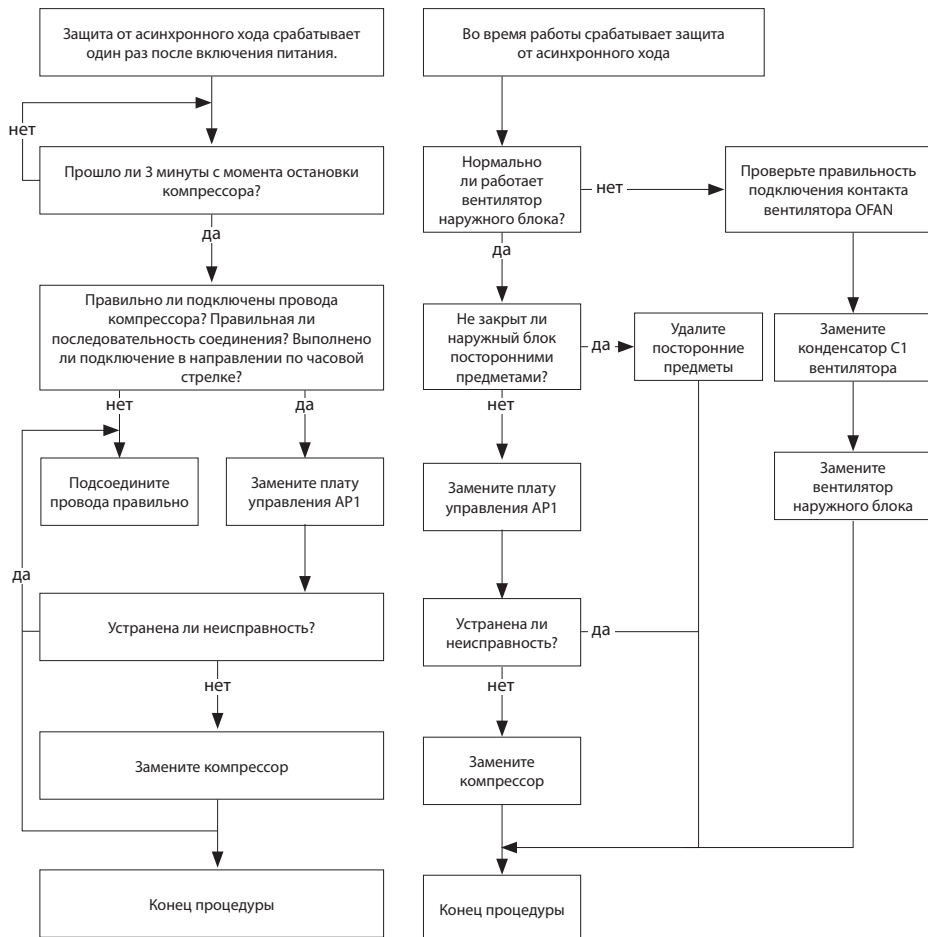 Защита от асинхронного хода срабатывает
один раз после включения питания.
нет
Прошло ли 3 минуты с момента остановки
компрессора?
да
Правильно ли подключены провода
компрессора? Правильная ли
последовательность соединения? Выполнено
ли подключение в направлении по часовой
стрелке?
нет
да
Подсоедините
провода правильно
Замените плату
управления AP1
да
Устранена ли неисправность?
нет
Замените компрессор
Конец процедуры
Во время работы срабатывает защита
от асинхронного хода
Нормально
ли работает
вентилятор
наружного блока?
нет
Проверьте правильность
подключения контакта
вентилятора OFAN
да
Не закрыт ли
наружный блок
посторонними
предметами?
да
Удалите
посторонние
предметы
Замените
конденсатор C1
вентилятора
нет
Замените плату
управления AP1
Замените
вентилятор
наружного блока
Устранена ли
неисправность?
да
нет
Замените
компрессор
Конец процедуры